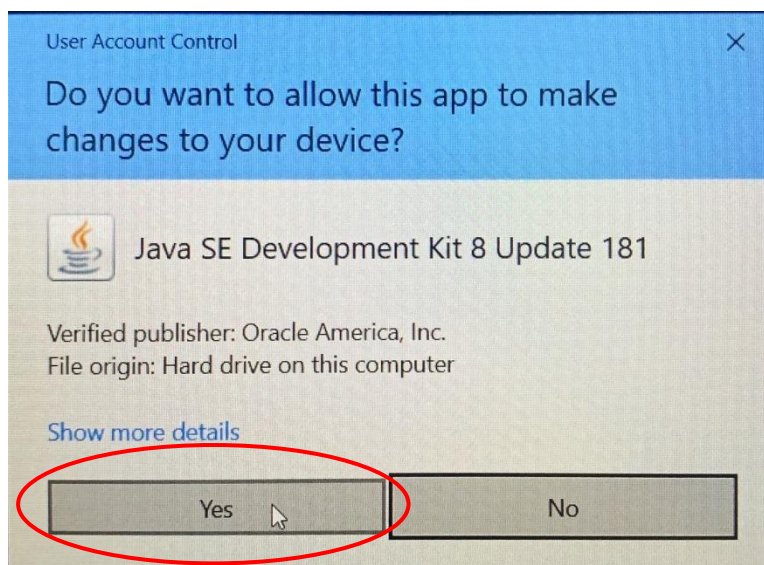 User Account Control
Do you want to allow this app to make
changes to your device?
Java SE Development Kit 8 Update 181
Verified publisher: Oracle America, Inc.
File origin: Hard drive on this computer
Show more details
Yes
No